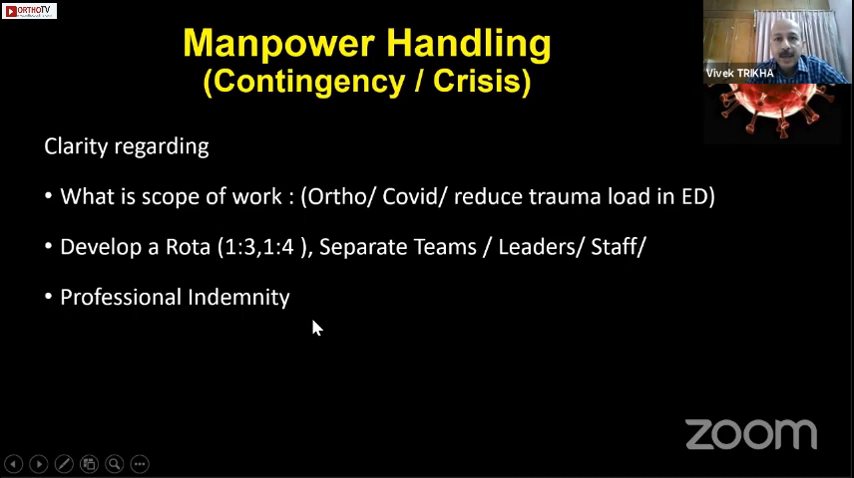 ORTHOTV
Manpower Handling
(Contingency / Crisis)
Vivek TRIKHA
Clarity regarding
• What is scope of work : (Ortho/ Covid/ reduce trauma load in ED)
• Develop a Rota (1:3,1:4 ), Separate Teams / Leaders/ Staff/
• Professional Indemnity
zoom